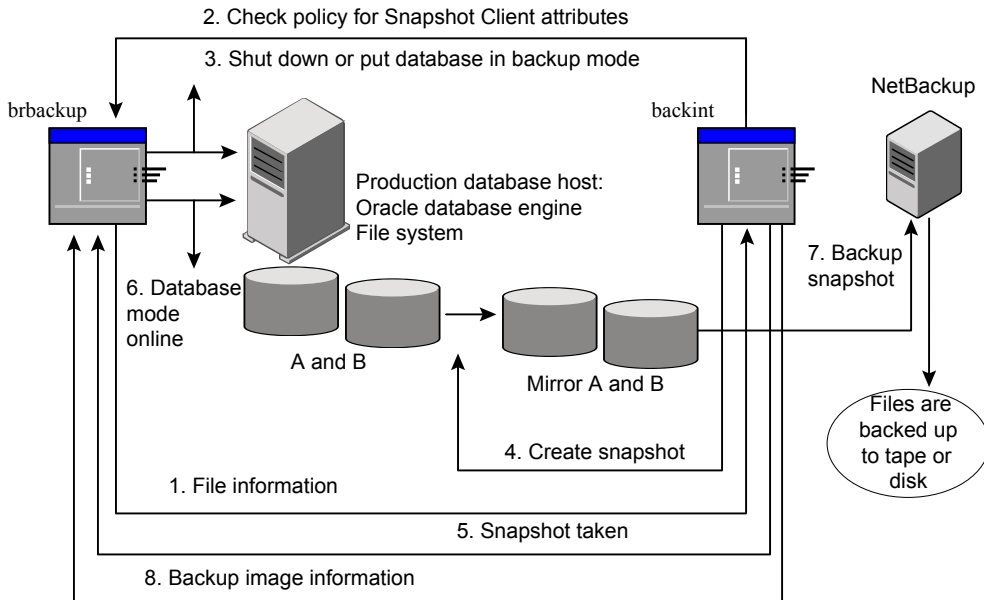 2. Check policy for Snapshot Client attributes
3. Shut down or put database in backup mode
brbackup
backint
NetBackup
Production database host:
Oracle database engine
File system
7. Backup
snapshot
6. Database
mode
online
A and B
Mirror A and B
Files are
backed up
to tape or
disk
4. Create snapshot
1. File information
5. Snapshot taken
8. Backup image information